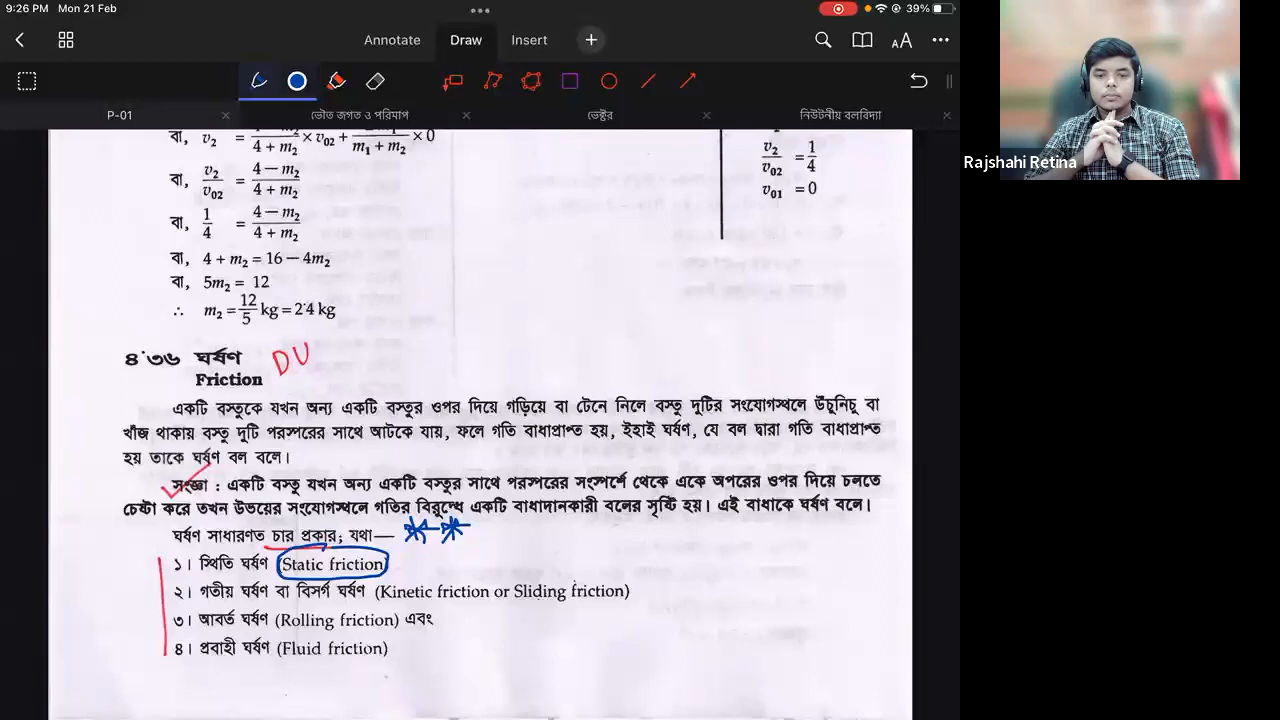 9:26 PM Mon 21 Feb
39%
Annotate Draw Insert
P-01 ভৌত জগত ও পরিমাপ ভেক্টর নিউটনীয় বলবিদ্যা
Rajshahi Retina
বা, v₂ = 4 + m₂ × v₀₂ + m₁ + m₂ × 0
বা, v₂/v₀₂ = (4 − m₂)/(4 + m₂)
বা, 1/4 = (4 − m₂)/(4 + m₂)
বা, 4 + m₂ = 16 − 4m₂
বা, 5m₂ = 12
∴ m₂ = 12/5 kg = 2·4 kg
v₂/v₀₂ = 1/4
v₀₁ = 0
৪·৩৬ ঘর্ষণ DU
Friction
একটি বস্তুকে যখন অন্য একটি বস্তুর ওপর দিয়ে গড়িয়ে বা টেনে নিলে বস্তু দুটির সংযোগস্থলে উঁচুনিচু বা
খাঁজ থাকায় বস্তু দুটি পরস্পরের সাথে আটকে যায়, ফলে গতি বাধাপ্রাপ্ত হয়, ইহাই ঘর্ষণ, যে বল দ্বারা গতি বাধাপ্রাপ্ত
হয় তাকে ঘর্ষণ বল বলে।
সংজ্ঞা : একটি বস্তু যখন অন্য একটি বস্তুর সাথে পরস্পরের সংস্পর্শে থেকে একে অপরের ওপর দিয়ে চলতে
চেষ্টা করে তখন উভয়ের সংযোগস্থলে গতির বিরুদ্ধে একটি বাধাদানকারী বলের সৃষ্টি হয়। এই বাধাকে ঘর্ষণ বলে।
ঘর্ষণ সাধারণত চার প্রকার; যথা—
১। স্থিতি ঘর্ষণ (Static friction)
২। গতীয় ঘর্ষণ বা বিসর্প ঘর্ষণ (Kinetic friction or Sliding friction)
৩। আবর্ত ঘর্ষণ (Rolling friction) এবং
৪। প্রবাহী ঘর্ষণ (Fluid friction)